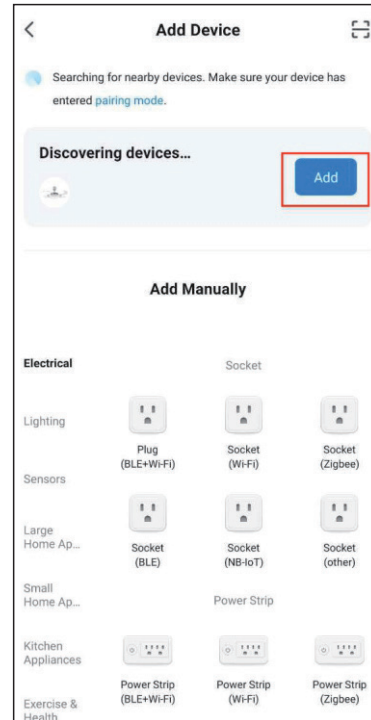 Add Device
Searching for nearby devices. Make sure your device has
entered pairing mode.
Discovering devices...
Add
Add Manually
Electrical
Socket
Lighting
Plug
(BLE+Wi-Fi)
Socket
(Wi-Fi)
Socket
(Zigbee)
Sensors
Large
Home Ap...
Socket
(BLE)
Socket
(NB-IoT)
Socket
(other)
Small
Home Ap...
Power Strip
Kitchen
Appliances
Power Strip
(BLE+Wi-Fi)
Power Strip
(Wi-Fi)
Power Strip
(Zigbee)
Exercise &
Health